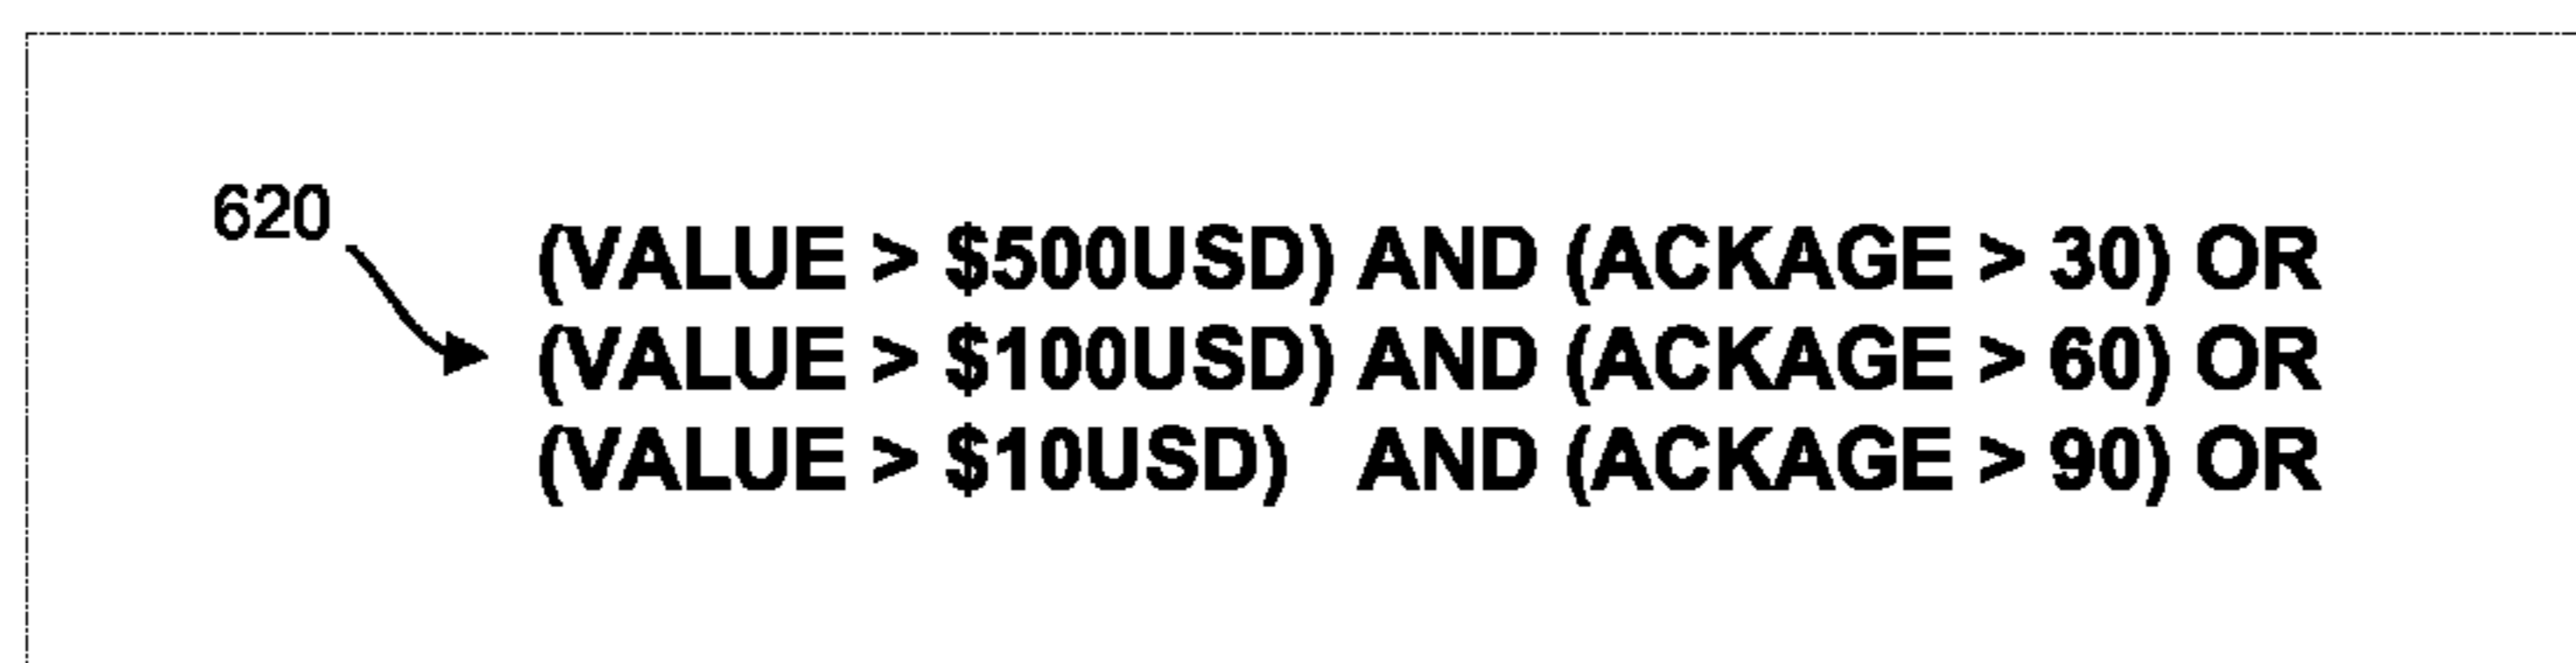 620
(VALUE > $500USD) AND (ACKAGE > 30) OR
(VALUE > $100USD) AND (ACKAGE > 60) OR
(VALUE > $10USD) AND (ACKAGE > 90) OR